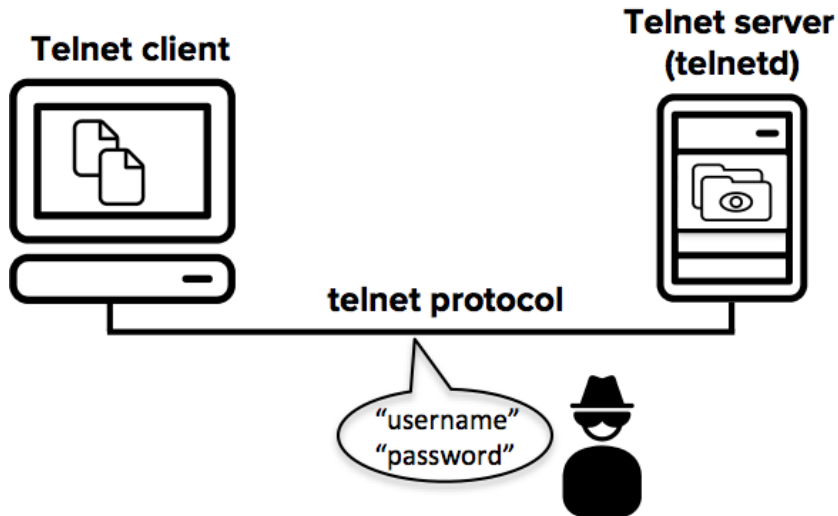 Telnet client
Telnet server
(telnetd)
telnet protocol
“username”
“password”